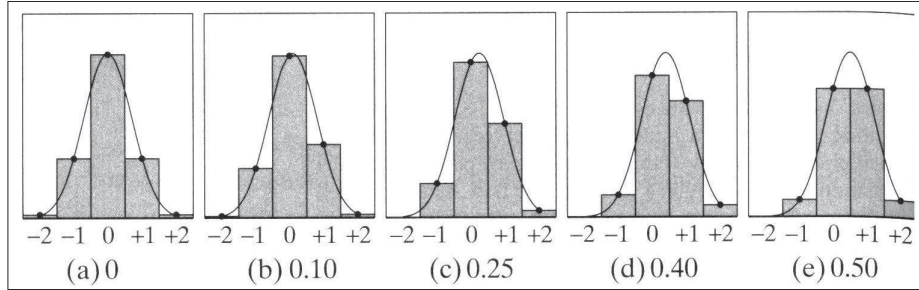 −2 −1 0 +1 +2 −2 −1 0 +1 +2 −2 −1 0 +1 +2 −2 −1 0 +1 +2 −2 −1 0 +1 +2
(a) 0 (b) 0.10 (c) 0.25 (d) 0.40 (e) 0.50